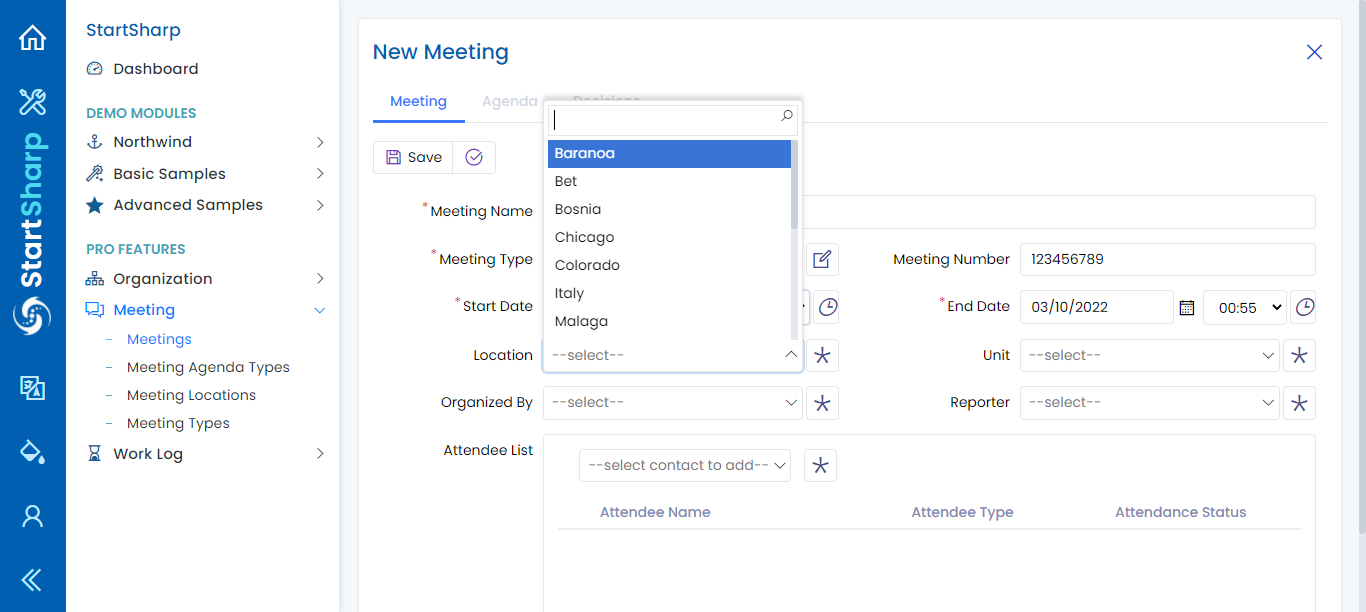 StartSharp
StartSharp
Dashboard
DEMO MODULES
Northwind
Basic Samples
Advanced Samples
PRO FEATURES
Organization
Meeting
Meetings
Meeting Agenda Types
Meeting Locations
Meeting Types
Work Log
New Meeting
Meeting Agenda Decisions
Save
* Meeting Name
* Meeting Type
Meeting Number 123456789
* Start Date
* End Date 03/10/2022 00:55
Baranoa
Bet
Bosnia
Chicago
Colorado
Italy
Malaga
Location --select--
Unit --select--
Organized By --select--
Reporter --select--
Attendee List
--select contact to add--
Attendee Name Attendee Type Attendance Status